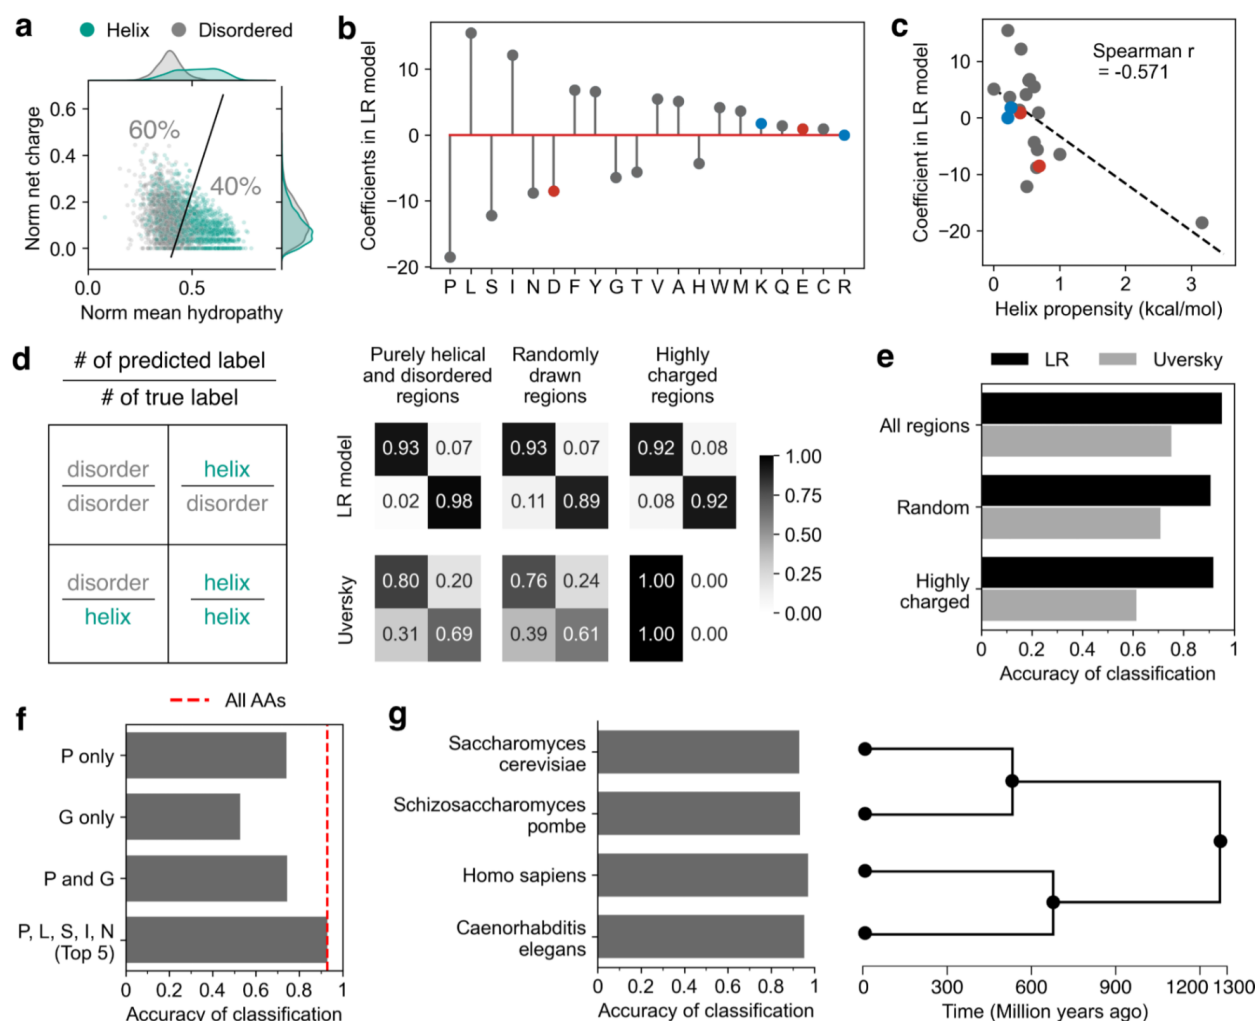 a
Helix
Disordered
Norm net charge
0.6
0.4
0.2
0.0
60%
40%
0.0
0.5
Norm mean hydropathy
b
Coefficients in LR model
10
0
−10
−20
P L S I N D F Y G T V A H W M K Q E C R
c
Coefficient in LR model
10
0
−10
−20
Spearman r
= -0.571
0 1 2 3
Helix propensity (kcal/mol)
d
# of predicted label
# of true label
disorder
disorder
helix
disorder
disorder
helix
helix
helix
Purely helical
and disordered
regions
Randomly
drawn
regions
Highly
charged
regions
LR model
0.93 0.07
0.02 0.98
0.93 0.07
0.11 0.89
0.92 0.08
0.08 0.92
Uversky
0.80 0.20
0.31 0.69
0.76 0.24
0.39 0.61
1.00 0.00
1.00 0.00
1.00
0.75
0.50
0.25
0.00
e
LR
Uversky
All regions
Random
Highly
charged
0 0.2 0.4 0.6 0.8 1
Accuracy of classification
f
All AAs
P only
G only
P and G
P, L, S, I, N
(Top 5)
0 0.2 0.4 0.6 0.8 1
Accuracy of classification
g
Saccharomyces
cerevisiae
Schizosaccharomyces
pombe
Homo sapiens
Caenorhabditis
elegans
0 0.2 0.4 0.6 0.8 1
Accuracy of classification
0 300 600 900 1200 1300
Time (Million years ago)